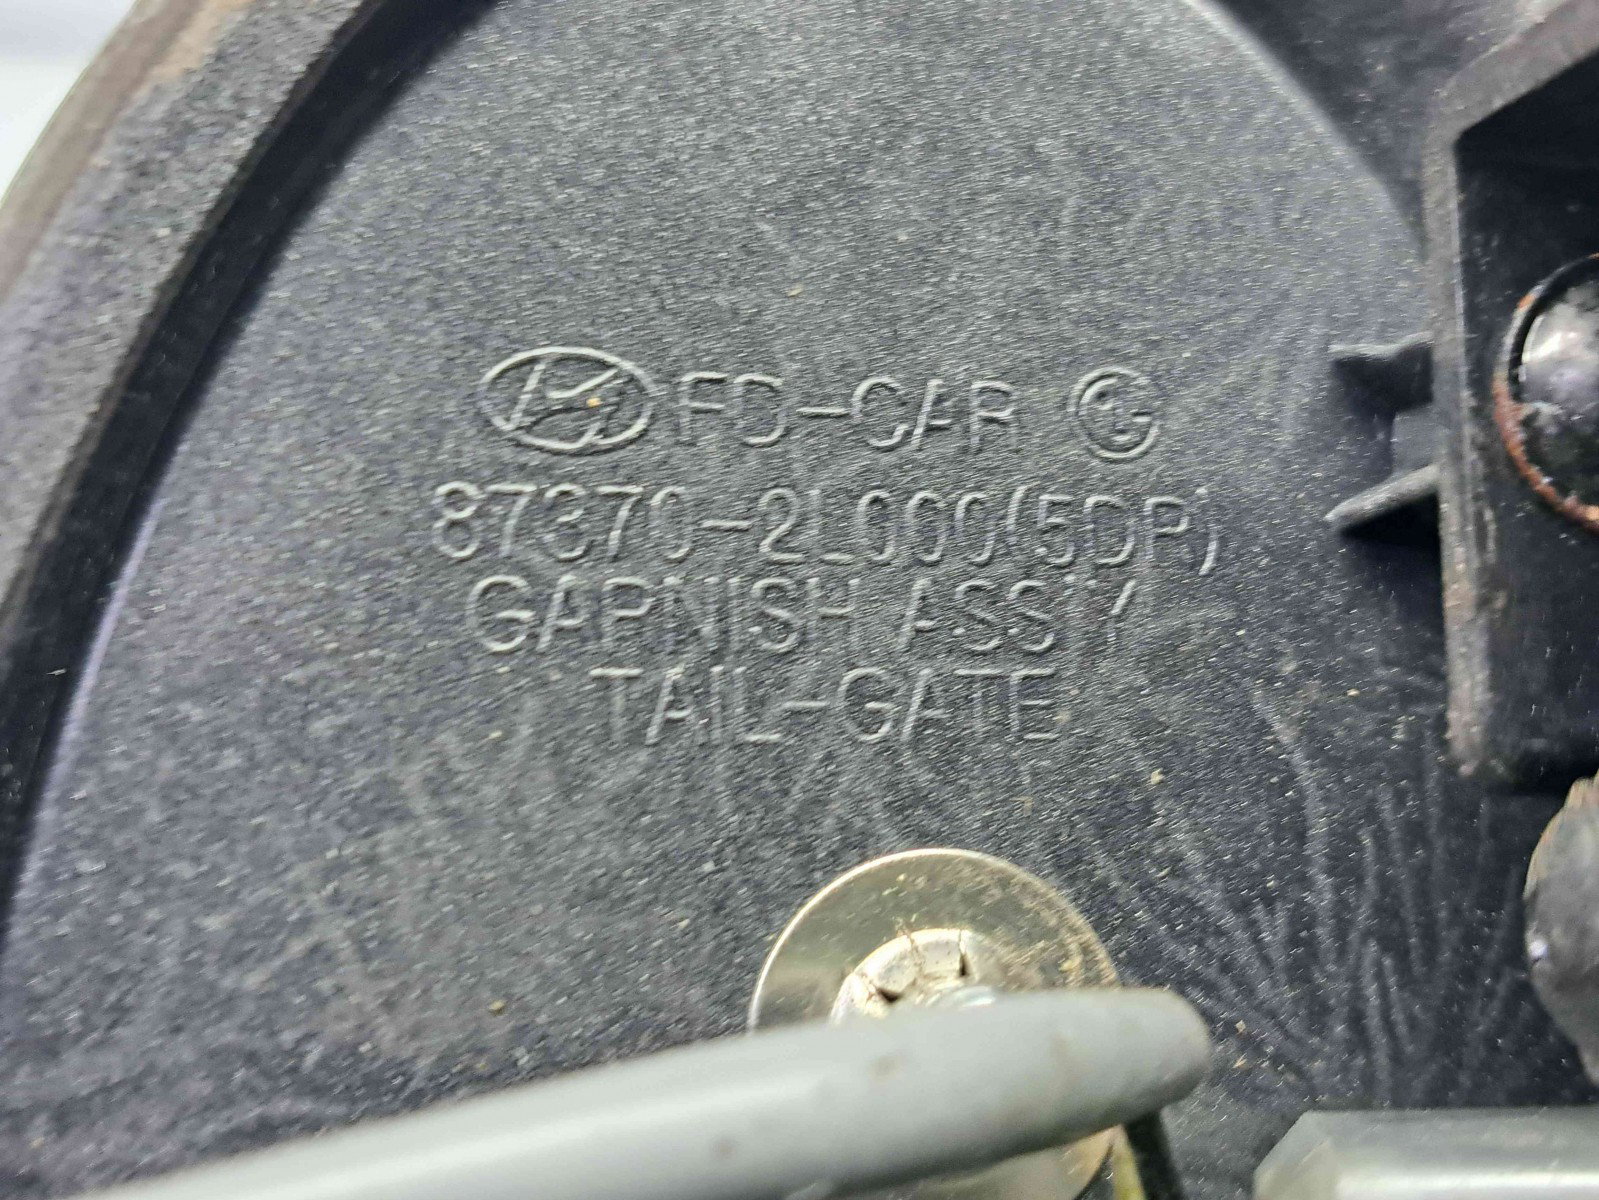 FD-CAR
87370-2L000(5DR)
GARNISH ASS'Y
TAIL-GATE